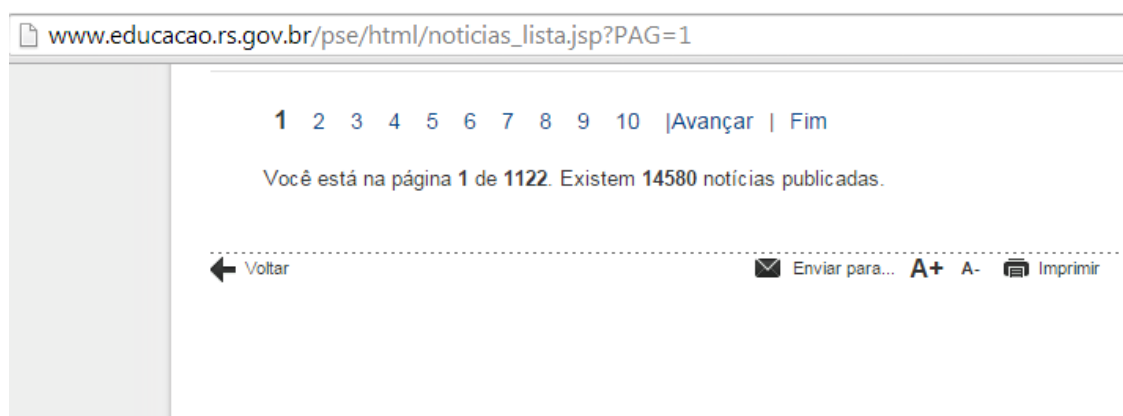 www.educacao.rs.gov.br/pse/html/noticias_lista.jsp?PAG=1
1 2 3 4 5 6 7 8 9 10 |Avançar | Fim
Você está na página 1 de 1122. Existem 14580 notícias publicadas.
Voltar Enviar para... A+ A- Imprimir